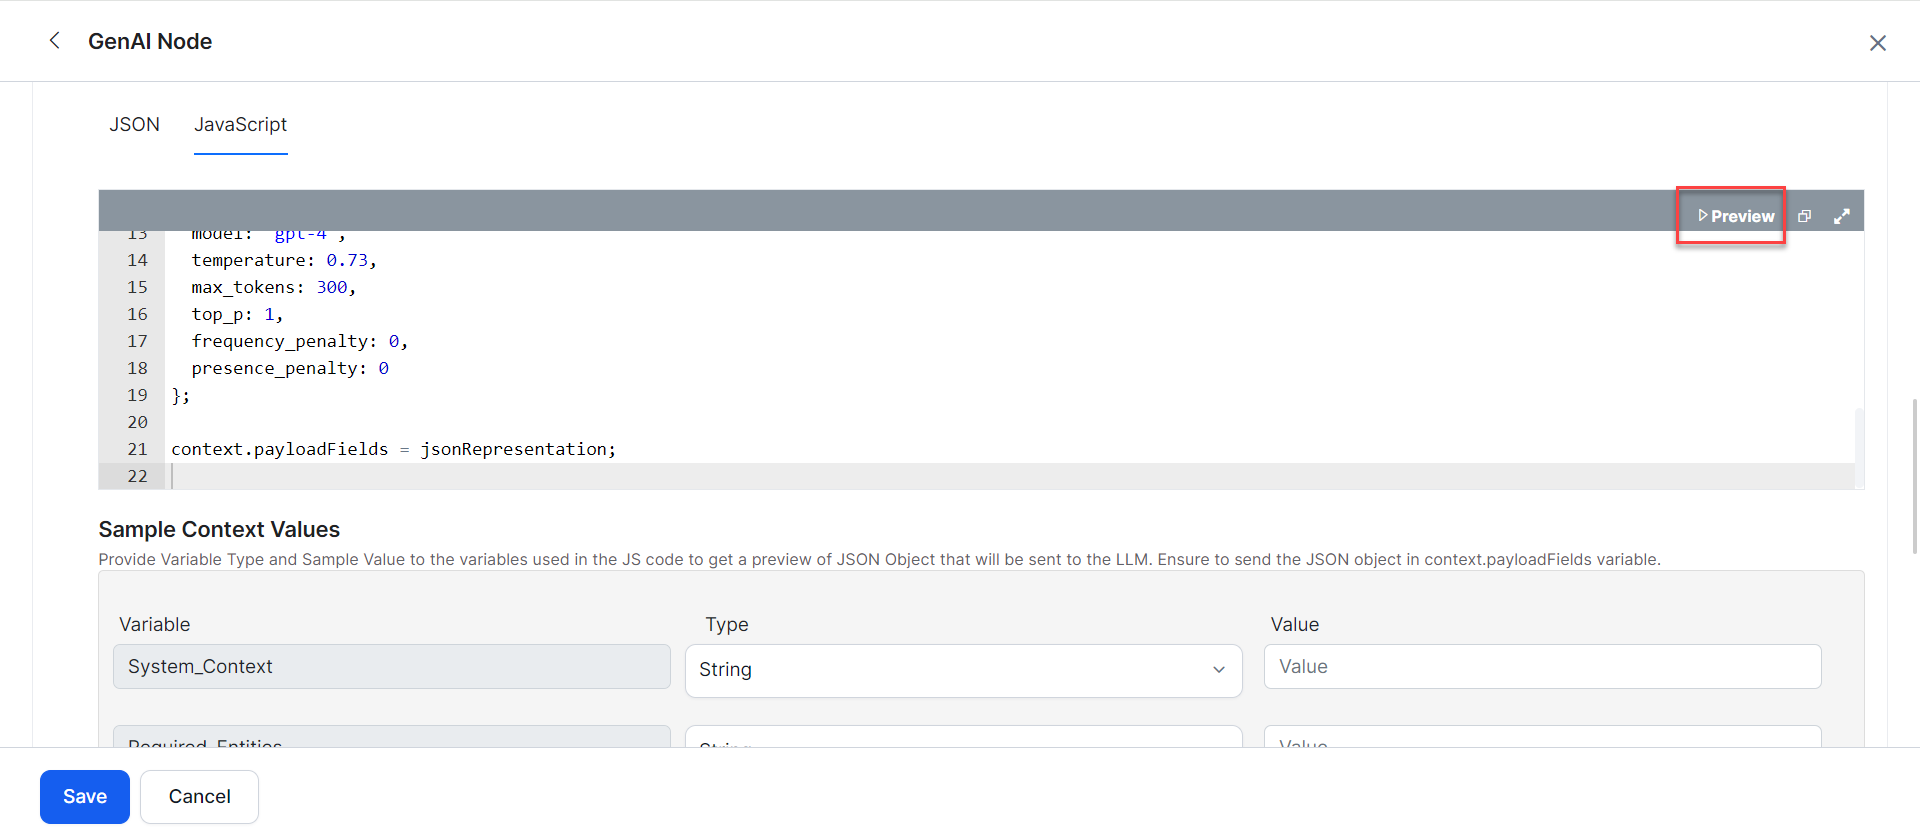 GenAI Node
JSON JavaScript
Preview
13 model: "gpt-4",
14 temperature: 0.73,
15 max_tokens: 300,
16 top_p: 1,
17 frequency_penalty: 0,
18 presence_penalty: 0
19 };
20
21 context.payloadFields = jsonRepresentation;
22
Sample Context Values
Provide Variable Type and Sample Value to the variables used in the JS code to get a preview of JSON Object that will be sent to the LLM. Ensure to send the JSON object in context.payloadFields variable.
Variable Type Value
System_Context String Value
Required_Entities String Value
Save Cancel